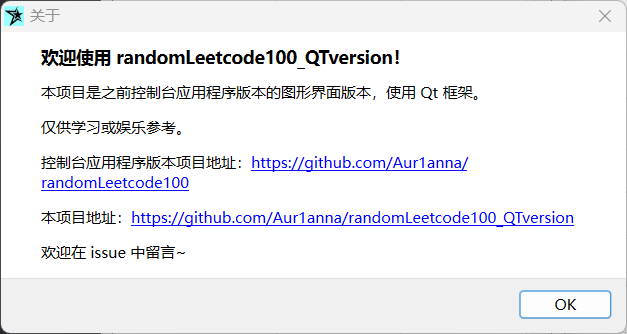 关于
欢迎使用 randomLeetcode100_QTversion！
本项目是之前控制台应用程序版本的图形界面版本，使用 Qt 框架。
仅供学习或娱乐参考。
控制台应用程序版本项目地址：https://github.com/Aur1anna/
randomLeetcode100
本项目地址：https://github.com/Aur1anna/randomLeetcode100_QTversion
欢迎在 issue 中留言~
OK